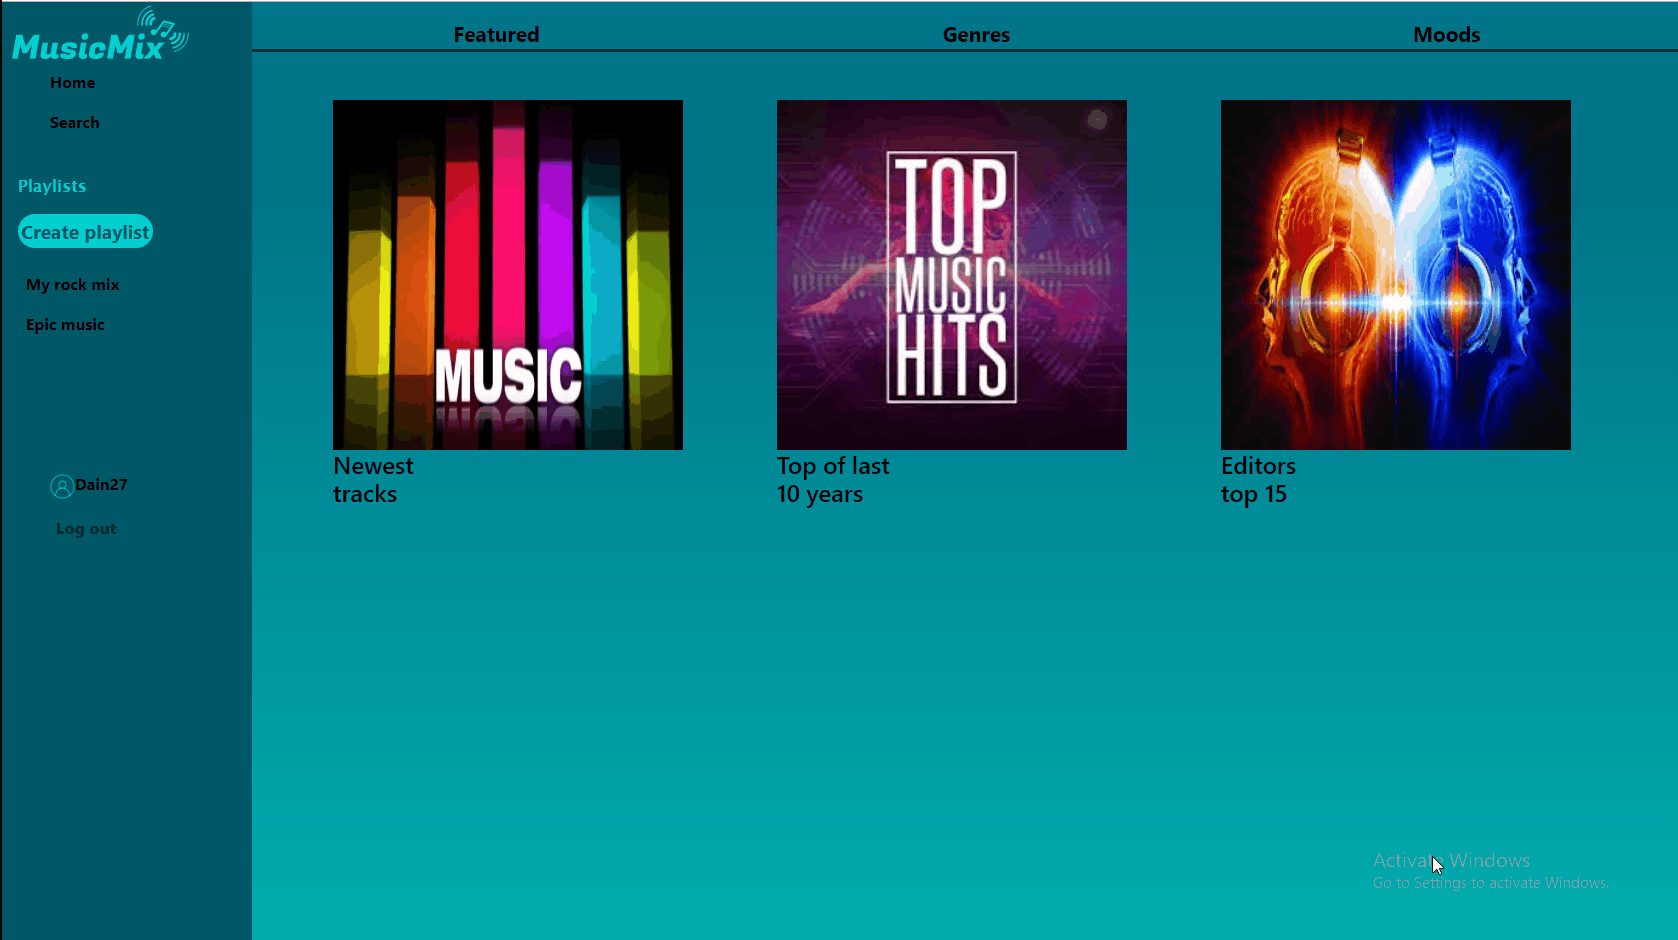 MusicMix
Home
Search
Playlists
Create playlist
My rock mix
Epic music
Dain27
Log out
Featured
Genres
Moods
MUSIC
Newest
tracks
TOP
MUSIC
HITS
Top of last
10 years
Editors
top 15
Activate Windows
Go to Settings to activate Windows.